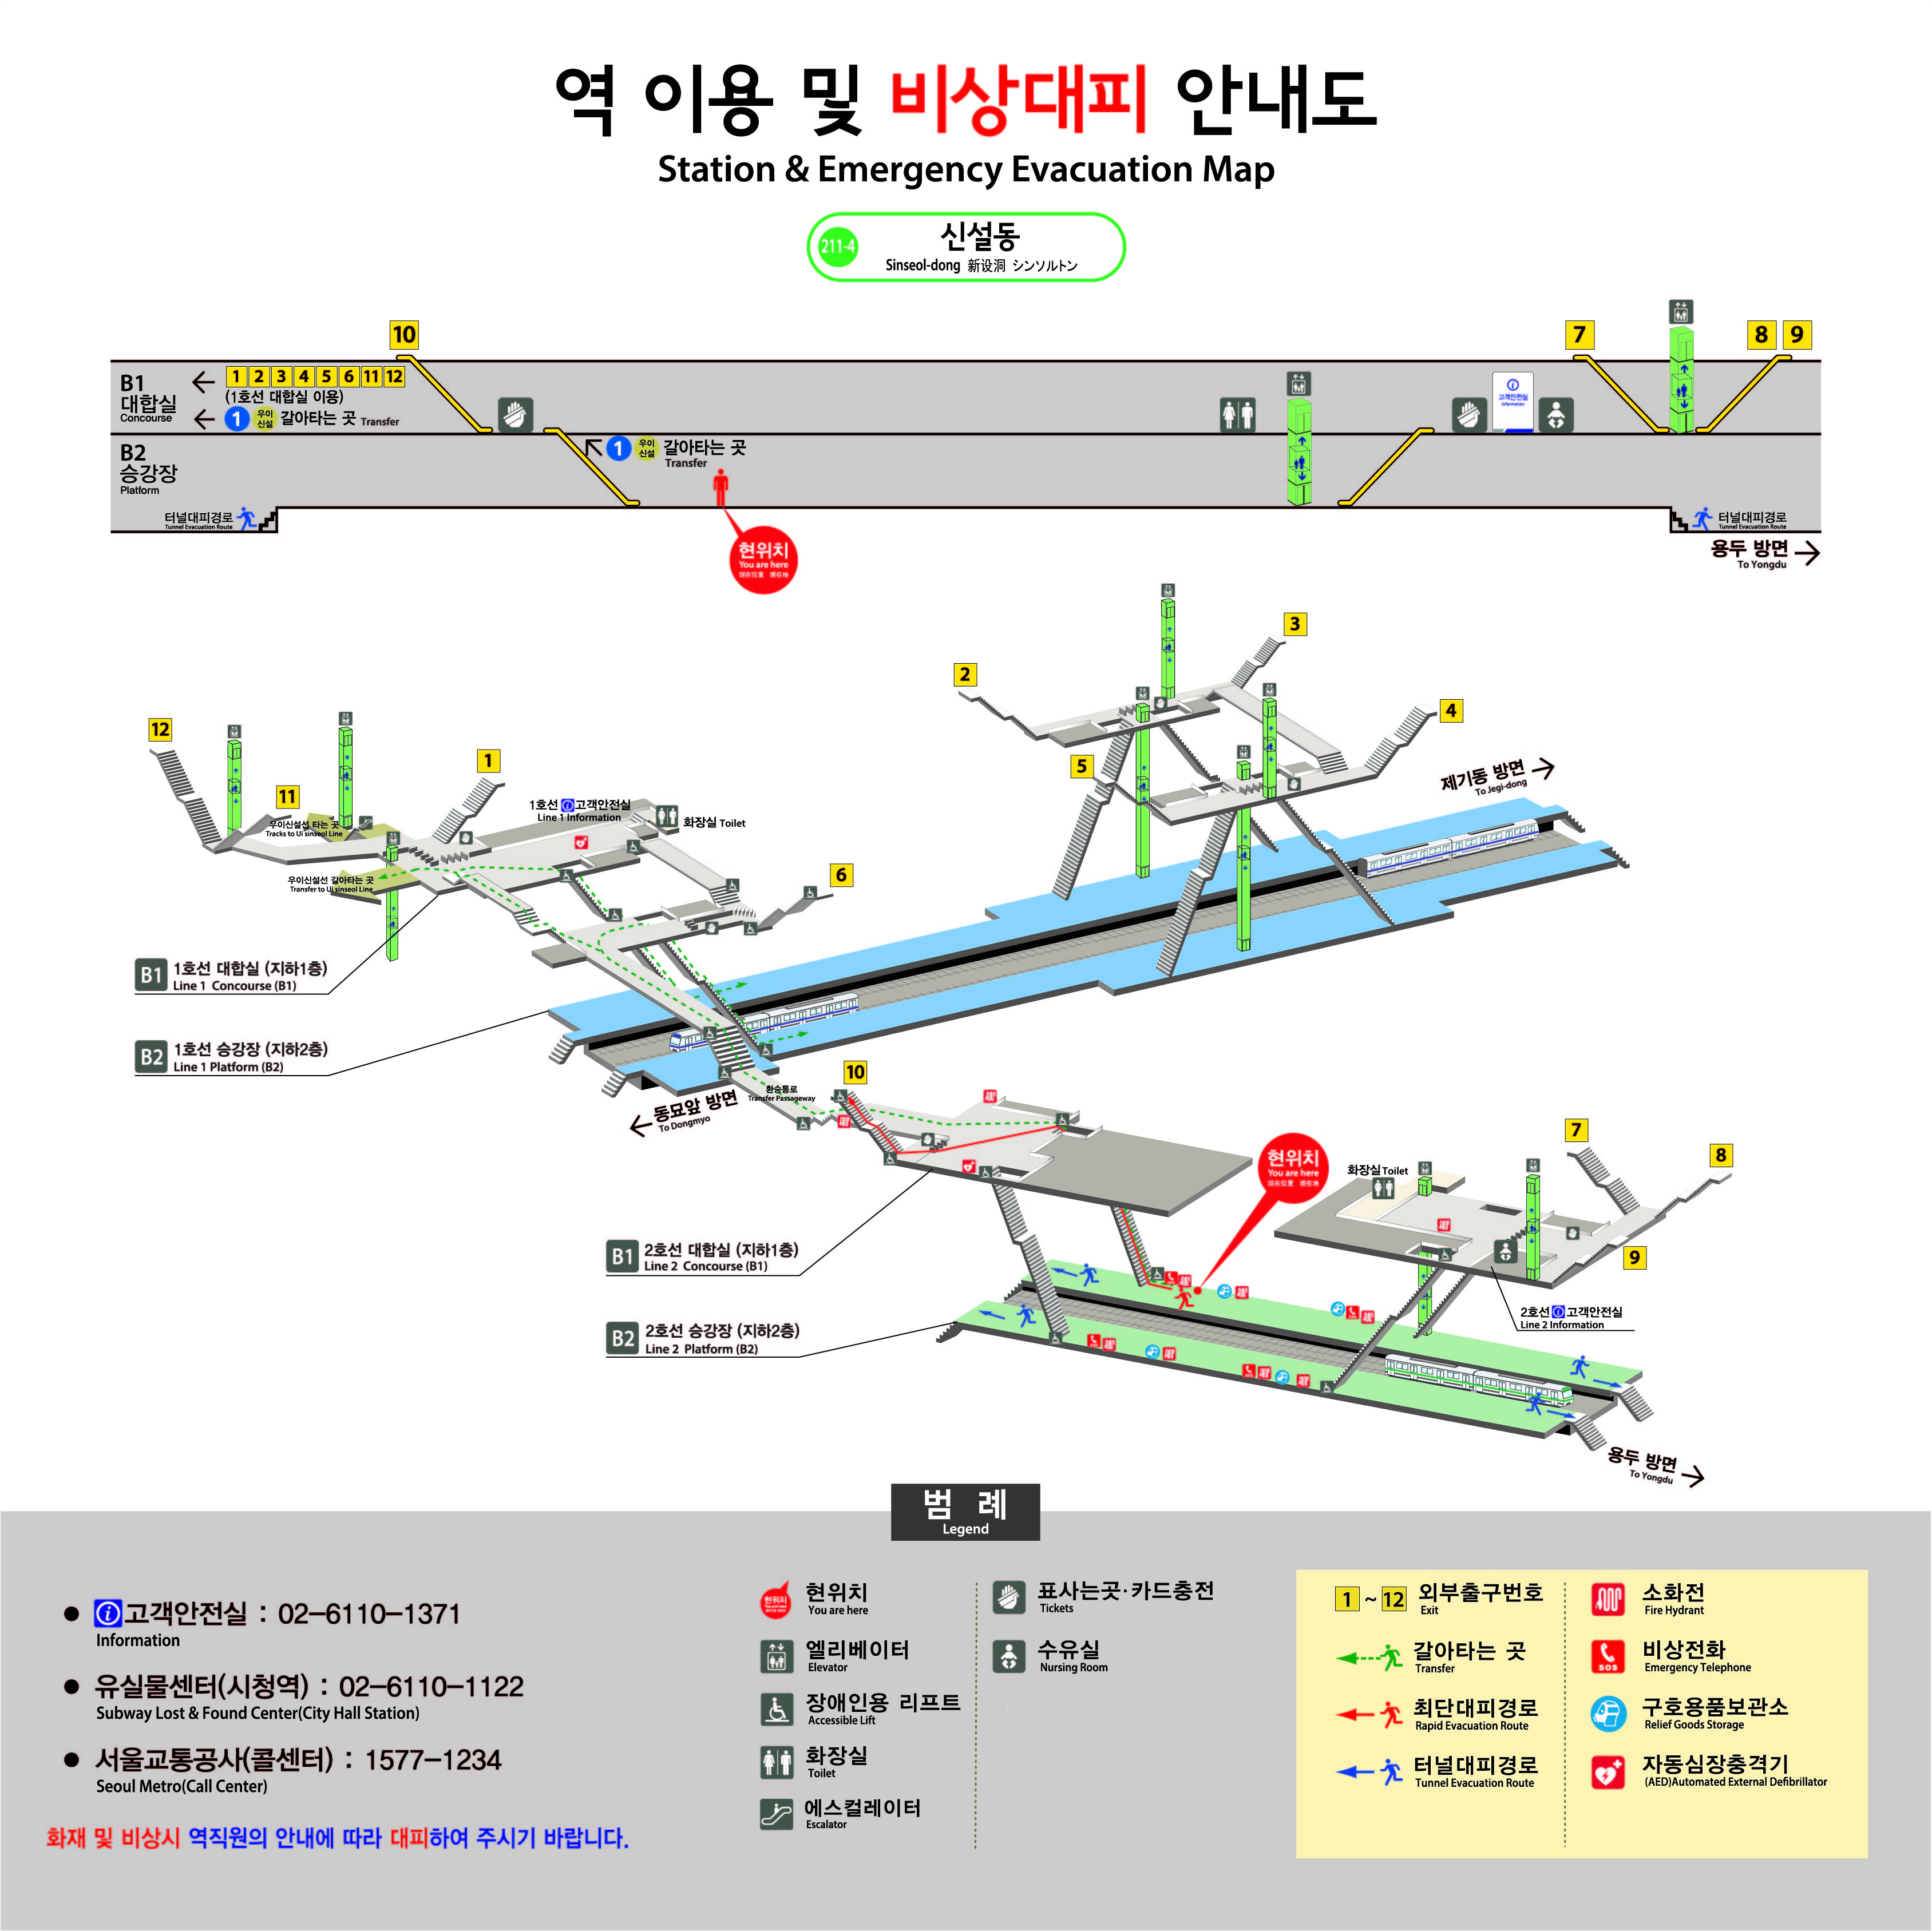 역 이용 및 비상대피 안내도
Station & Emergency Evacuation Map
211-4
신설동
Sinseol-dong 新设洞 シンソルトン
10
7
8 9
B1
대합실
Concourse
1 2 3 4 5 6 11 12
(1호선 대합실 이용)
1 우이신설 갈아타는 곳 Transfer
고객안전실
Information
B2
승강장
Platform
1 우이신설 갈아타는 곳
Transfer
터널대피경로
Tunnel Evacuation Route
현위치
You are here
现在位置 現在地
터널대피경로
Tunnel Evacuation Route
용두 방면
To Yongdu
3
2
4
12
1
5
제기동 방면
To Jegi-dong
11
1호선 고객안전실
Line 1 Information
화장실 Toilet
우이신설선 타는 곳
Tracks to Ui sinseol Line
우이신설선 갈아타는 곳
Transfer to Ui sinseol Line
6
B1 1호선 대합실 (지하1층)
Line 1 Concourse (B1)
B2 1호선 승강장 (지하2층)
Line 1 Platform (B2)
10
환승통로
Transfer Passageway
동묘앞 방면
To Dongmyo
7
8
현위치
You are here
现在位置 現在地
화장실 Toilet
9
B1 2호선 대합실 (지하1층)
Line 2 Concourse (B1)
B2 2호선 승강장 (지하2층)
Line 2 Platform (B2)
2호선 고객안전실
Line 2 Information
용두 방면
To Yongdu
범 례
Legend
● 고객안전실 : 02-6110-1371
Information
● 유실물센터(시청역) : 02-6110-1122
Subway Lost & Found Center(City Hall Station)
● 서울교통공사(콜센터) : 1577-1234
Seoul Metro(Call Center)
화재 및 비상시 역직원의 안내에 따라 대피하여 주시기 바랍니다.
현위치
You are here
엘리베이터
Elevator
장애인용 리프트
Accessible Lift
화장실
Toilet
에스컬레이터
Escalator
표사는곳·카드충전
Tickets
수유실
Nursing Room
1 ~ 12 외부출구번호
Exit
갈아타는 곳
Transfer
최단대피경로
Rapid Evacuation Route
터널대피경로
Tunnel Evacuation Route
소화전
Fire Hydrant
SOS
비상전화
Emergency Telephone
구호용품보관소
Relief Goods Storage
자동심장충격기
(AED)Automated External Defibrillator